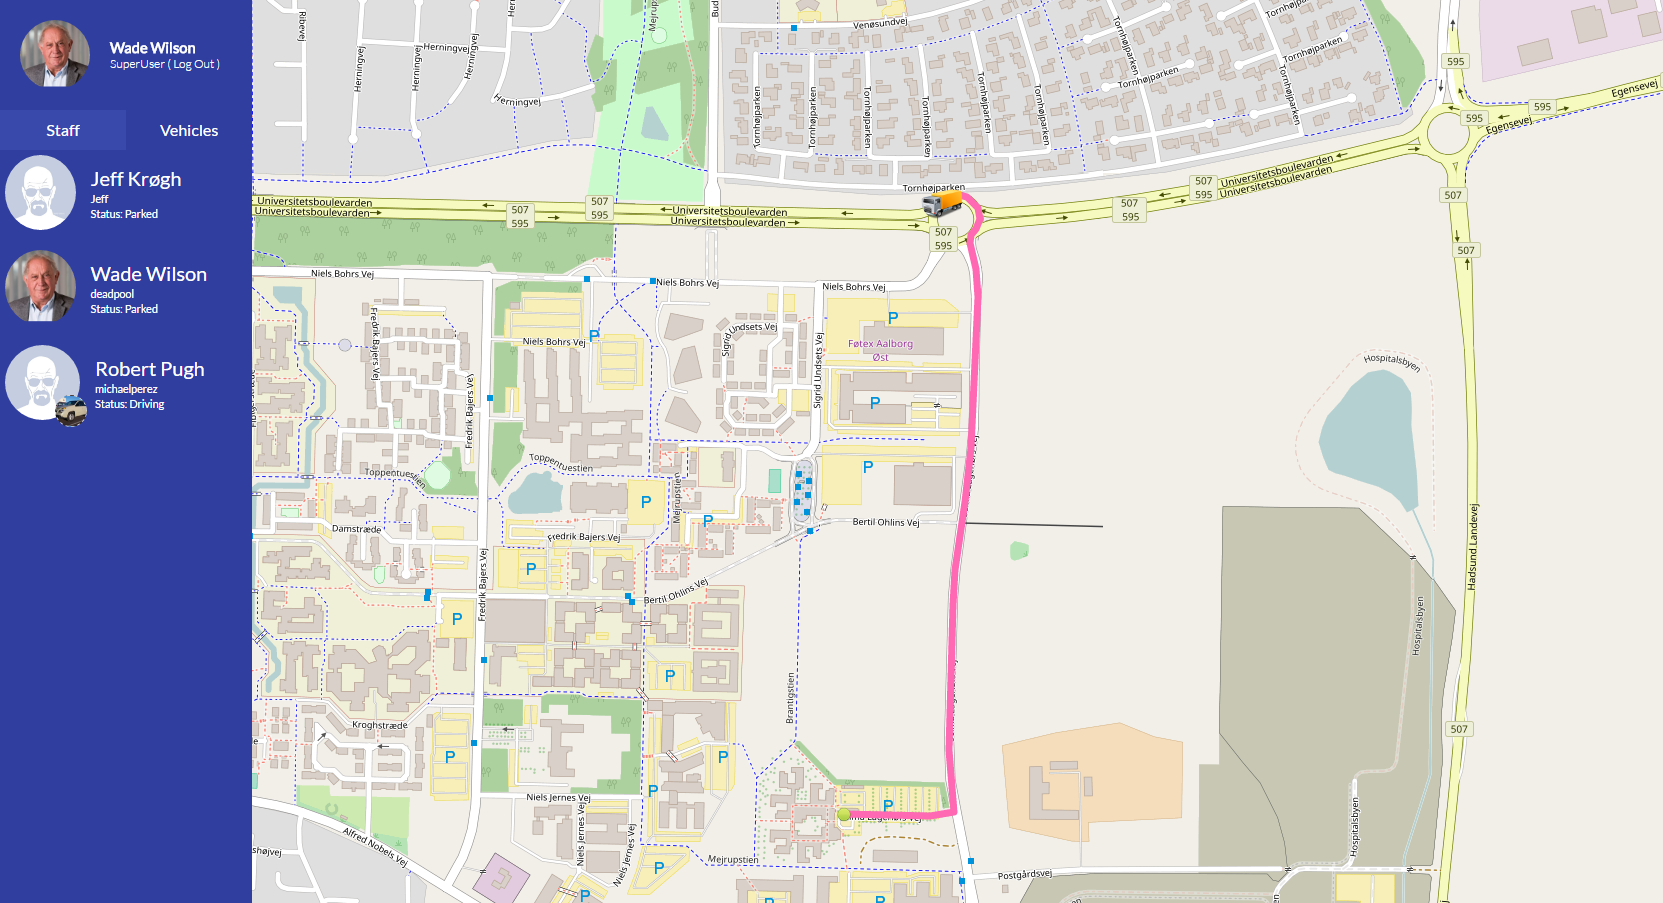 Wade Wilson
SuperUser ( Log Out )
Staff
Vehicles
Jeff Krøgh
Jeff
Status: Parked
Wade Wilson
deadpool
Status: Parked
Robert Pugh
michaelperez
Status: Driving
Ribevej
Herningvej
Herningvej
Herningvej
Herningvej
Herningvej
Venøsundvej
Tornhøjparken
Tornhøjparken
Tornhøjparken
Tornhøjparken
Tornhøjparken
Tornhøjparken
Tornhøjparken
Tornhøjparken
Tornhøjparken
Tornhøjparken
Tornhøjparken
Tornhøjparken
595
595
595
Egensevej
Egensevej
Universitetsboulevarden
Universitetsboulevarden
507
595
507
595
Universitetsboulevarden
Universitetsboulevarden
507
595
507
595
507
595
Universitetsboulevarden
Universitetsboulevarden
507
507
Niels Bohrs Vej
Niels Bohrs Vej
Niels Bohrs Vej
Niels Bohrs Vej
P
P
Føtex Aalborg
Øst
P
Fredrik Bajers Vej
Fredrik Bajers Vej
Sigrid Undsets Vej
Sigrid Undsets Vej
Hospitalsbyen
Toppentuestien
Toppentuestien
P
P
P
Mejrupstien
Damstræde
Fredrik Bajers Vej
Bertil Ohlins Vej
P
Bertil Ohlins Vej
Fredrik Bajers Vej
P
P
Hadsund Landevej
Hospitalsbyen
Brantigstien
Kroghstræde
P
P
P
P
507
Niels Jernes Vej
Niels Jernes Vej
Niels Jernes Vej
Alfred Nobels Vej
P
P
Mejrupstien
P
P
Postgårdsvej
Hospitalsbyen